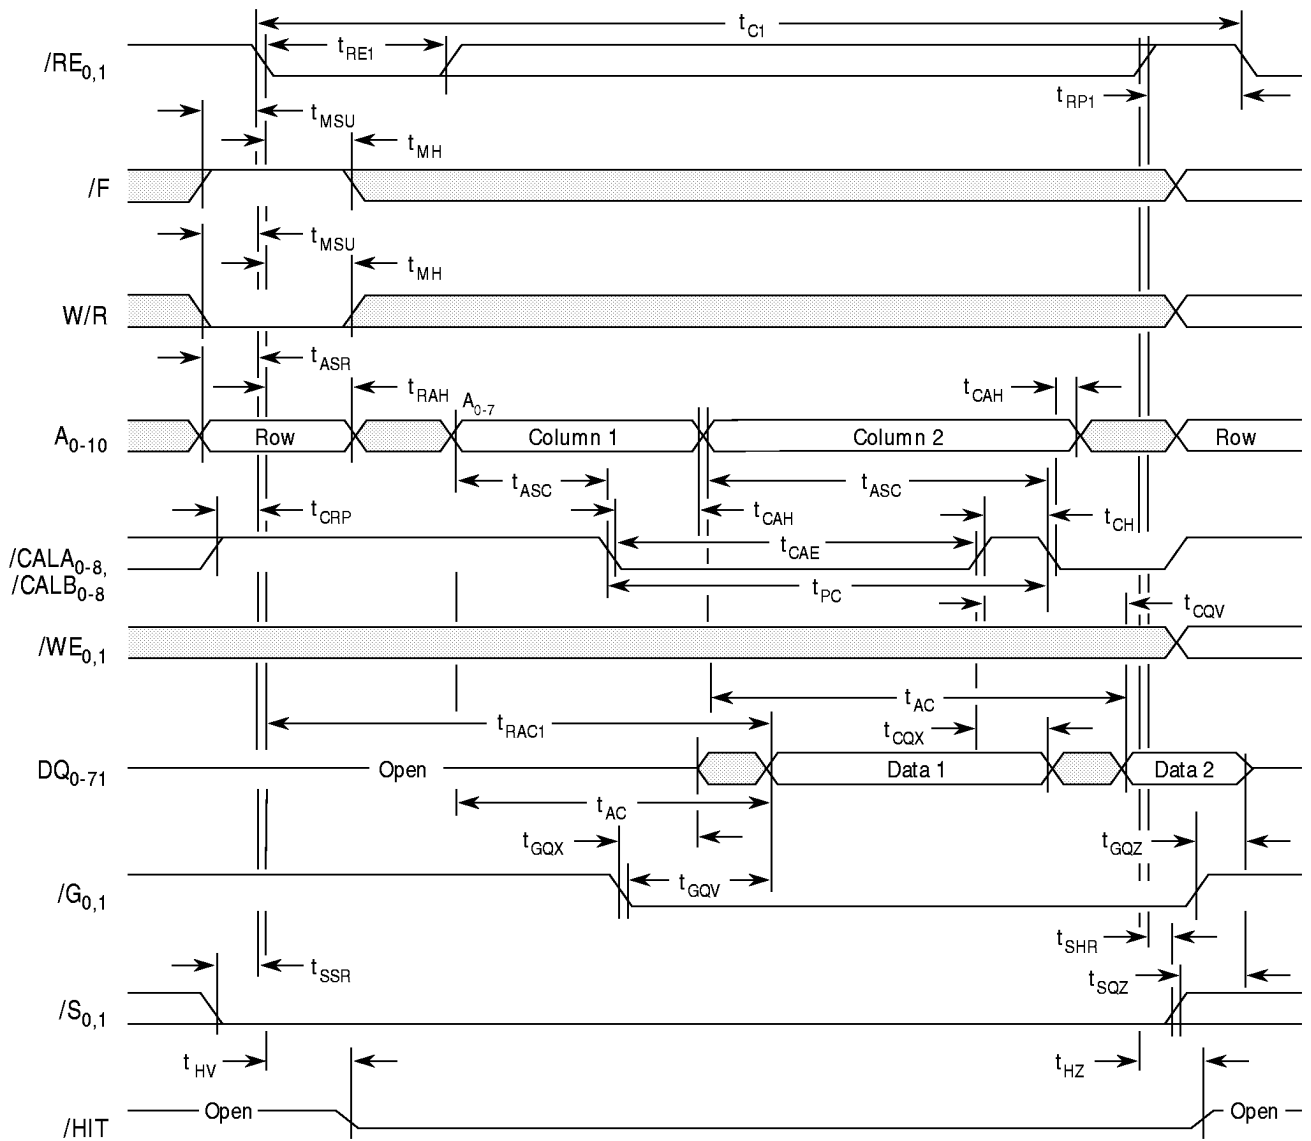 tC1
tRE1
/RE0,1
tRP1
tMSU
tMH
/F
tMSU
tMH
W/R
tASR
tRAH
A0-7
tCAH
A0-10
Row
Column 1
Column 2
Row
tASC
tASC
tCRP
tCAH
tCH
tCAE
/CALA0-8,
/CALB0-8
tPC
tCQV
/WE0,1
tAC
tRAC1
tCQX
DQ0-71
Open
Data 1
Data 2
tAC
tGQX
tGQZ
tGQV
/G0,1
tSHR
tSSR
tSQZ
/S0,1
tHV
tHZ
/HIT
Open
Open